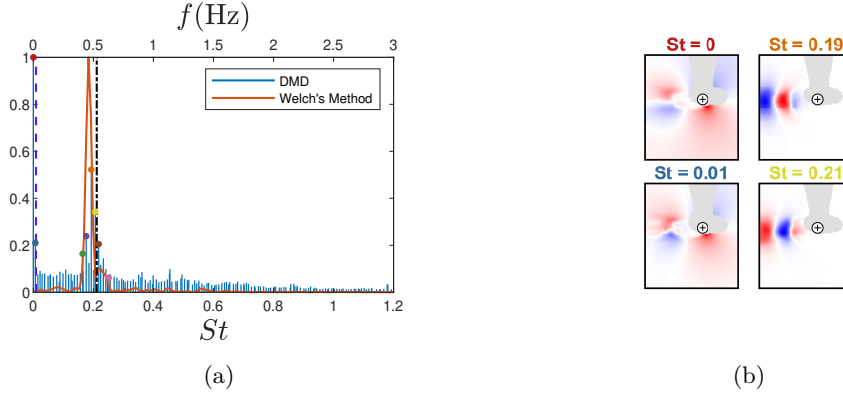 f(Hz)
0 0.5 1 1.5 2 2.5 3
1
0.8
0.6
0.4
0.2
0
DMD
Welch's Method
0 0.2 0.4 0.6 0.8 1 1.2
St
(a)
St = 0 St = 0.19
St = 0.01 St = 0.21
(b)